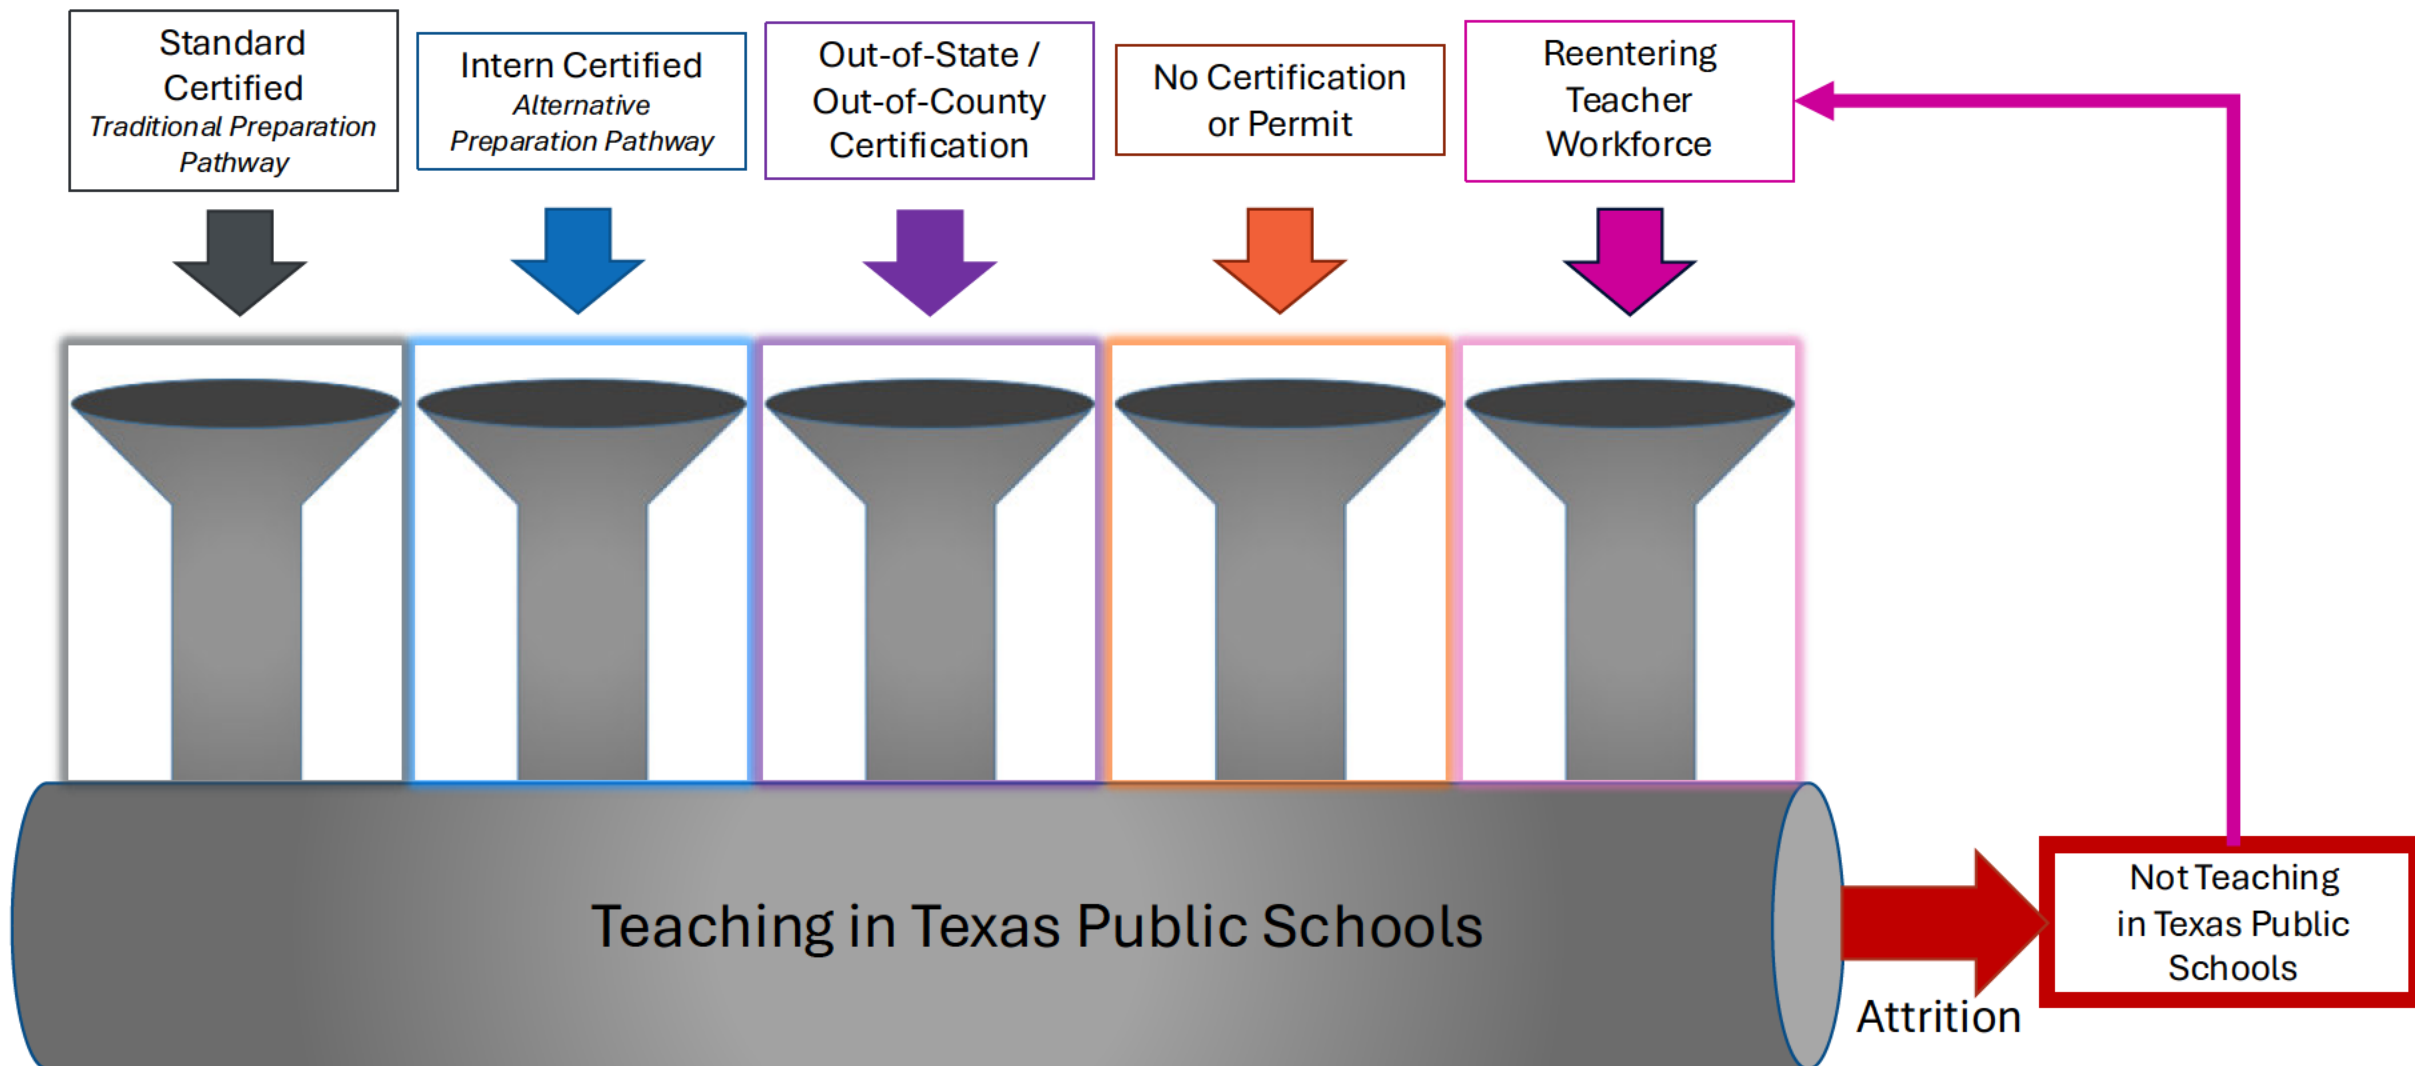 Standard
Certified
Traditional Preparation
Pathway
Intern Certified
Alternative
Preparation Pathway
Out-of-State /
Out-of-County
Certification
No Certification
or Permit
Reentering
Teacher
Workforce
Teaching in Texas Public Schools
Attrition
Not Teaching
in Texas Public
Schools